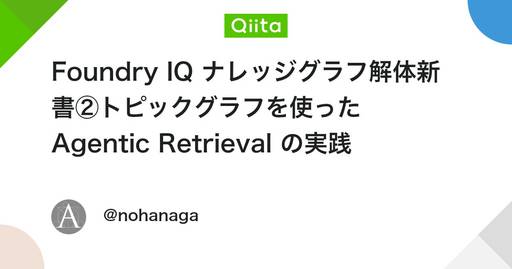 Qiita
Foundry IQ ナレッジグラフ解体新
書②トピックグラフを使った
Agentic Retrieval の実践
A
@nohanaga